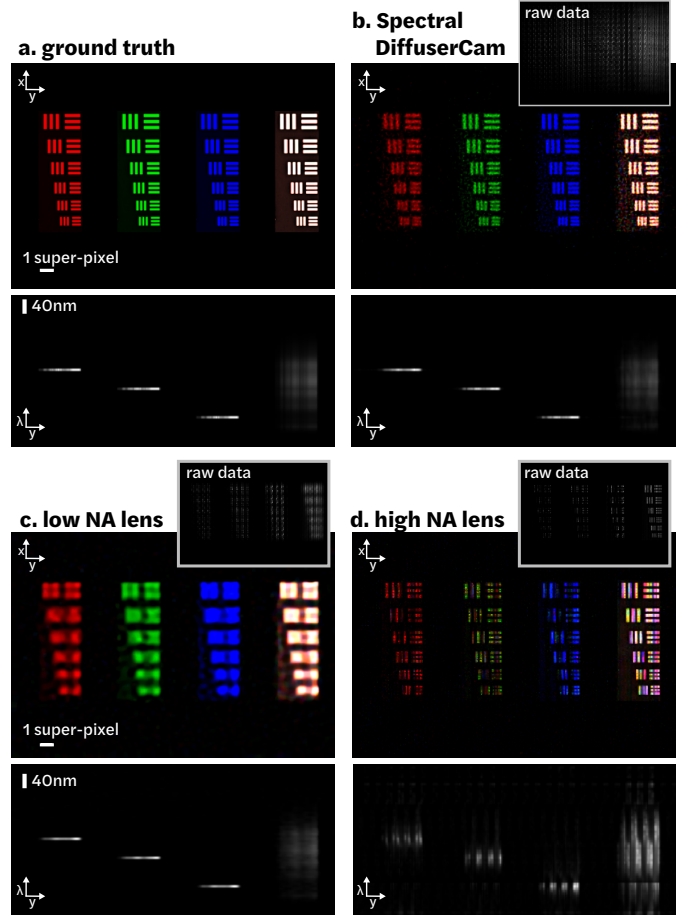 a. ground truth
b. Spectral
DiffuserCam
raw data
x
y
x
y
1 super-pixel
40nm
λ
y
λ
y
c. low NA lens
raw data
d. high NA lens
raw data
x
y
x
y
1 super-pixel
40nm
λ
y
λ
y